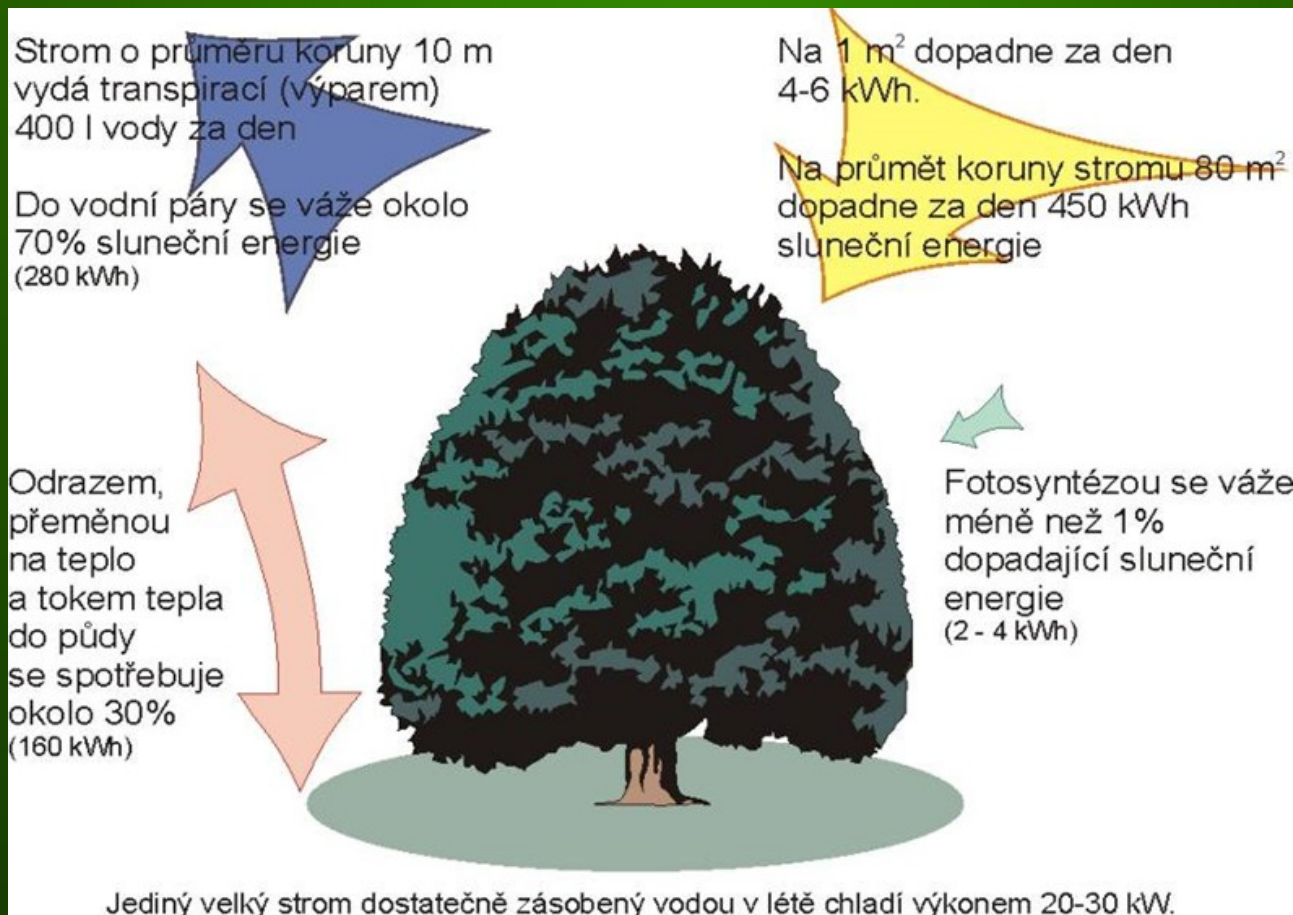 Strom o průměru koruny 10 m
vydá transpirací (výparem)
400 l vody za den
Do vodní páry se váže okolo
70% sluneční energie
(280 kWh)
Na 1 m² dopadne za den
4-6 kWh.
Na průmět koruny stromu 80 m²
dopadne za den 450 kWh
sluneční energie
Odrazem,
přeměnou
na teplo
a tokem tepla
do půdy
se spotřebuje
okolo 30%
(160 kWh)
Fotosyntézou se váže
méně než 1%
dopadající sluneční
energie
(2 - 4 kWh)
Jediný velký strom dostatečně zásobený vodou v létě chladí výkonem 20-30 kW.